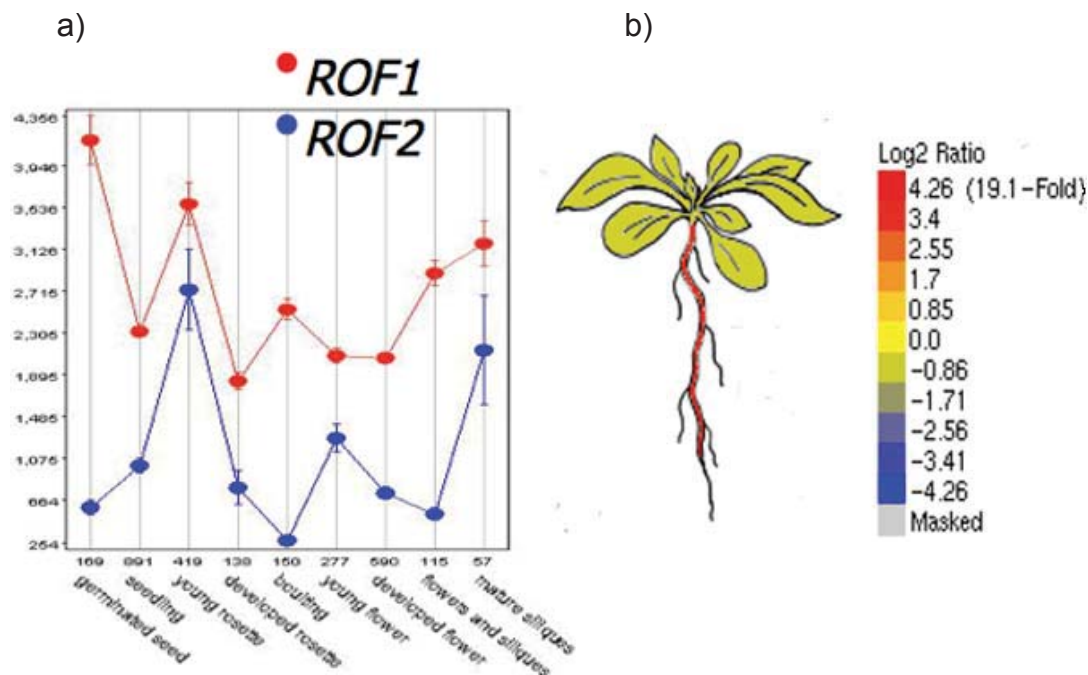 a)
b)
ROF1
ROF2
4,356
3,946
3,536
3,126
2,715
2,305
1,895
1,485
1,075
664
254
169
891
419
138
150
277
590
115
57
germinated seed
seedling
young rosette
developed rosette
boulting
young flower
developed flower
flowers and siliques
mature siliques
Log2 Ratio
4.26 (19.1-Fold)
3.4
2.55
1.7
0.85
0.0
-0.86
-1.71
-2.56
-3.41
-4.26
Masked